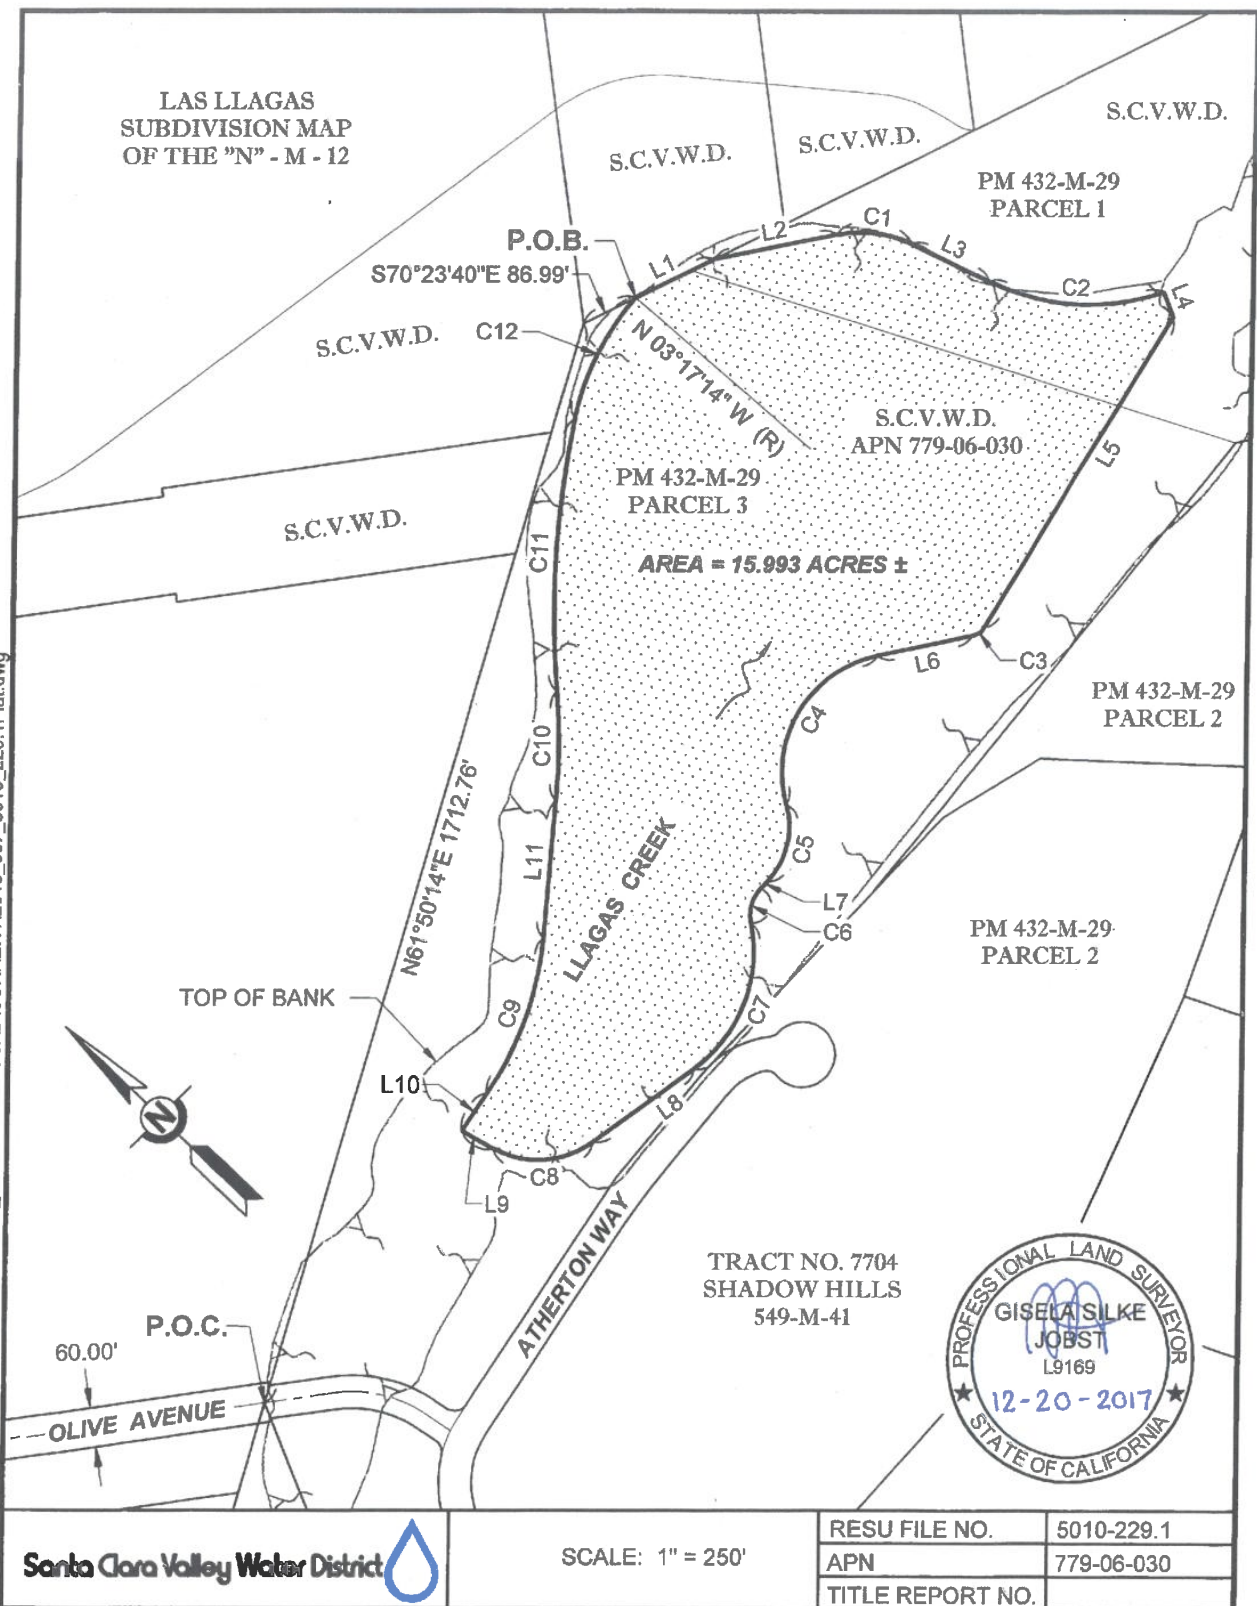 LAS LLAGAS
SUBDIVISION MAP
OF THE "N" - M - 12
S.C.V.W.D.
S.C.V.W.D.
S.C.V.W.D.
PM 432-M-29
PARCEL 1
P.O.B.
S70°23'40"E 86.99'
L1
L2
C1
L3
C2
L4
S.C.V.W.D.
C12
N 03°17'14" W (R)
S.C.V.W.D.
APN 779-06-030
L5
PM 432-M-29
PARCEL 3
S.C.V.W.D.
C11
AREA = 15.993 ACRES ±
L6
C3
PM 432-M-29
PARCEL 2
C4
C10
N61°50'14"E 1712.76'
L11
C5
LLAGAS CREEK
L7
C6
PM 432-M-29
PARCEL 2
TOP OF BANK
C9
C7
L10
L8
N
C8
L9
ATHERTON WAY
TRACT NO. 7704
SHADOW HILLS
549-M-41
PROFESSIONAL LAND SURVEYOR
GISELA SILKE
JOBST
L9169
12-20-2017
STATE OF CALIFORNIA
P.O.C.
60.00'
OLIVE AVENUE
Santa Clara Valley Water District
SCALE: 1" = 250'
RESU FILE NO. 5010-229.1
APN 779-06-030
TITLE REPORT NO.